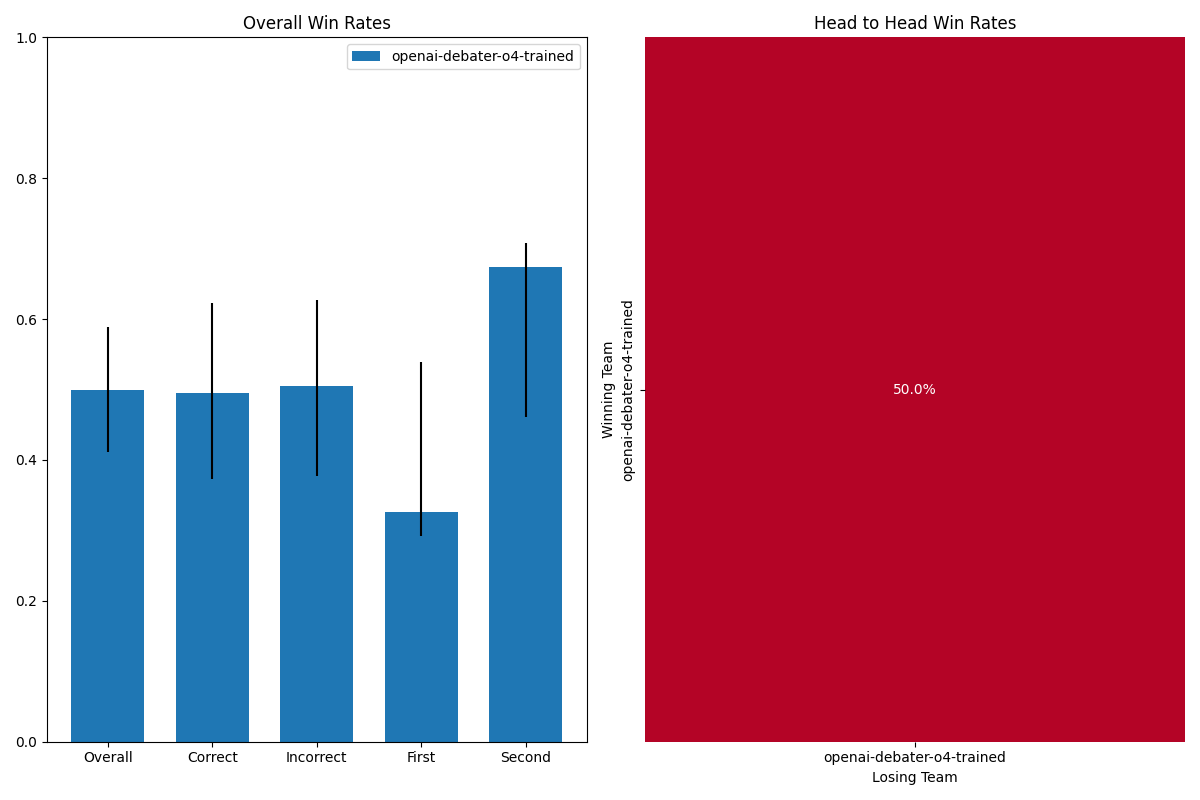 Overall Win Rates
1.0
0.8
0.6
0.4
0.2
0.0
openai-debater-o4-trained
Overall
Correct
Incorrect
First
Second
Head to Head Win Rates
Winning Team
openai-debater-o4-trained
50.0%
openai-debater-o4-trained
Losing Team